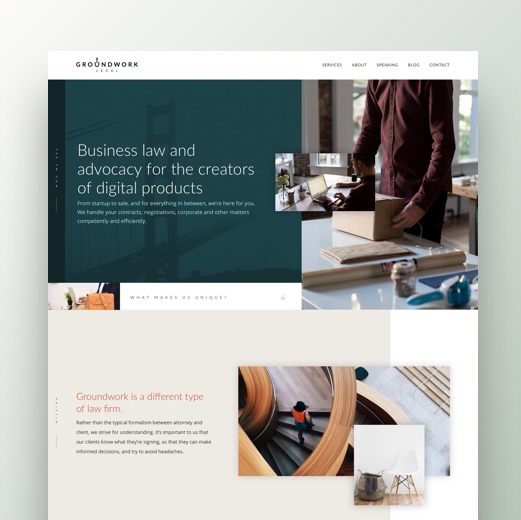 GROUNDWORK
LEGAL
SERVICES ABOUT SPEAKING BLOG CONTACT
Business law and
advocacy for the creators
of digital products
From startup to sale, and for everything in between, we're here for you.
We handle your contracts, negotiations, corporate and other matters
competently and efficiently.
WHAT MAKES US UNIQUE?
Groundwork is a different type
of law firm.
Rather than the typical formalism between attorney and
client, we strive for understanding. It's important to us that
our clients know what they're signing, so that they can make
informed decisions, and try to avoid headaches.